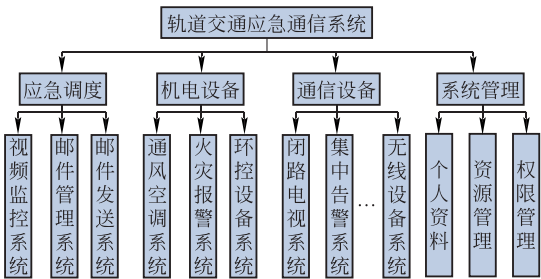 轨道交通应急通信系统
应急调度
机电设备
通信设备
系统管理
视频监控系统
邮件管理系统
邮件发送系统
通风空调系统
火灾报警系统
环控设备系统
闭路电视系统
集中告警系统
…
无线设备系统
个人资料
资源管理
权限管理